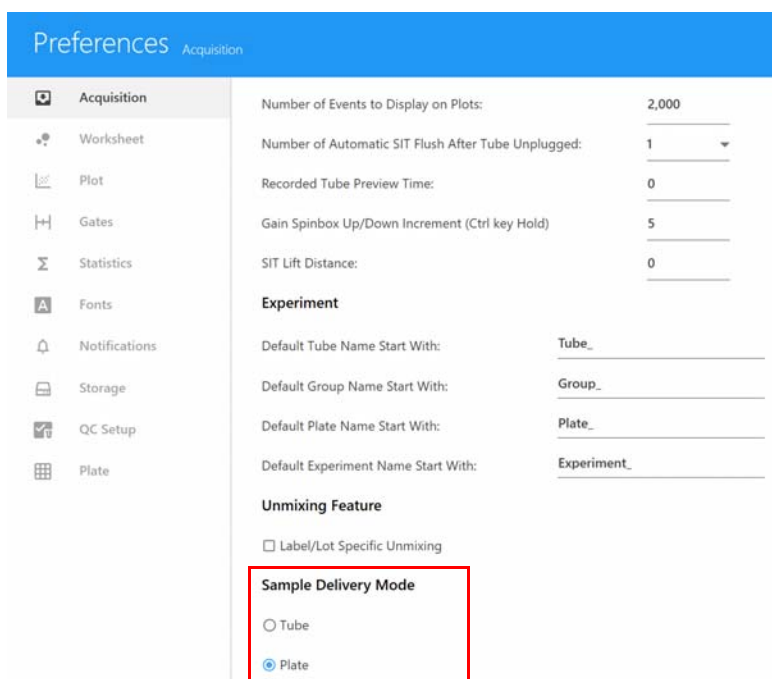 Preferences Acquisition
Acquisition
Worksheet
Plot
Gates
Statistics
Fonts
Notifications
Storage
QC Setup
Plate
Number of Events to Display on Plots: 2,000
Number of Automatic SIT Flush After Tube Unplugged: 1
Recorded Tube Preview Time: 0
Gain Spinbox Up/Down Increment (Ctrl key Hold) 5
SIT Lift Distance: 0
Experiment
Default Tube Name Start With: Tube_
Default Group Name Start With: Group_
Default Plate Name Start With: Plate_
Default Experiment Name Start With: Experiment_
Unmixing Feature
Label/Lot Specific Unmixing
Sample Delivery Mode
Tube
Plate